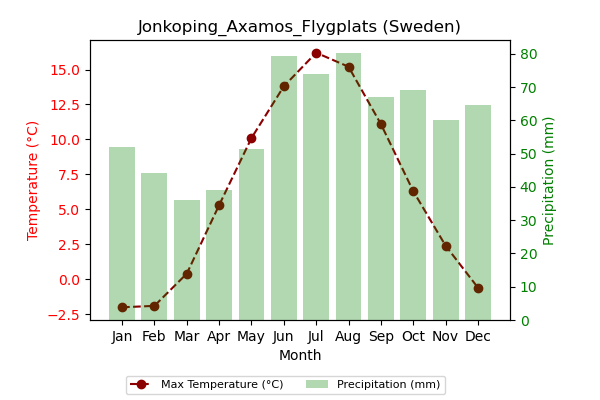 Jonkoping_Axamos_Flygplats (Sweden)
Temperature (°C)
15.0
12.5
10.0
7.5
5.0
2.5
0.0
−2.5
80
70
60
50
40
30
20
10
0
Precipitation (mm)
Jan Feb Mar Apr May Jun Jul Aug Sep Oct Nov Dec
Month
Max Temperature (°C) Precipitation (mm)